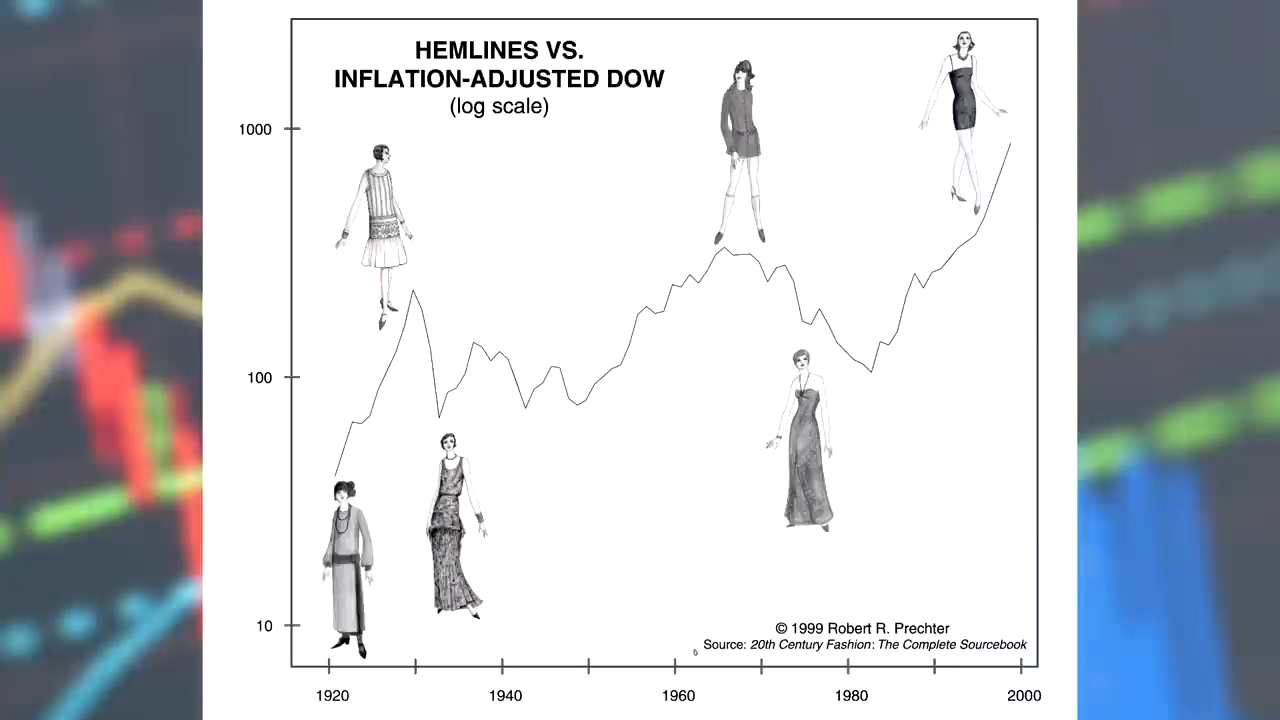 HEMLINES VS.
INFLATION-ADJUSTED DOW
(log scale)
1000
100
10
© 1999 Robert R. Prechter
Source: 20th Century Fashion: The Complete Sourcebook
1920 1940 1960 1980 2000